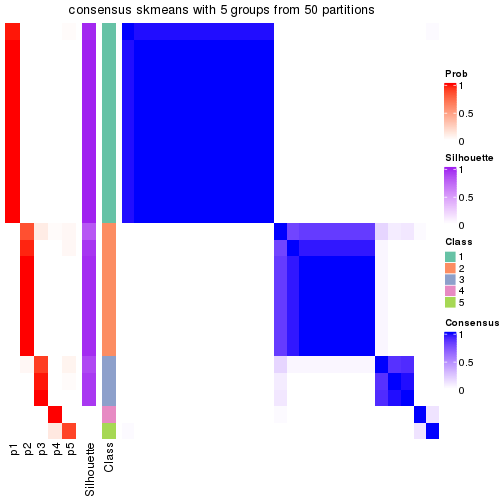 consensus skmeans with 5 groups from 50 partitions
Prob
1
0.5
0
Silhouette
1
0.5
0
Class
1
2
3
4
5
Consensus
1
0.5
0
p1
p2
p3
p4
p5
Silhouette
Class